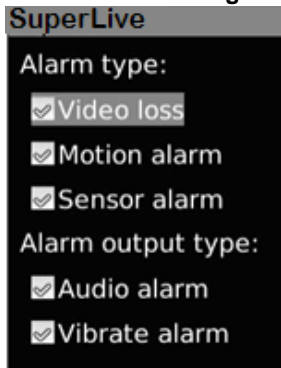 SuperLive
Alarm type:
Video loss
Motion alarm
Sensor alarm
Alarm output type:
Audio alarm
Vibrate alarm